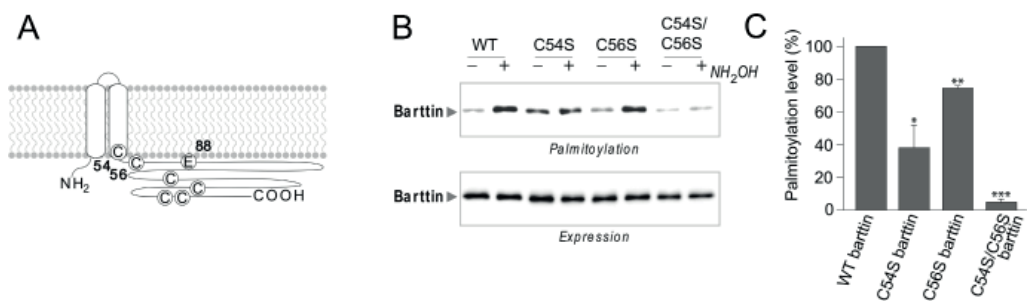 A
C
C
E
88
54
56
NH2
C
C
C C
COOH
B
WT
C54S
C56S
C54S/
C56S
– + – + – + – + NH2OH
Barttin
Palmitoylation
Barttin
Expression
C
Palmitoylation level (%)
100
80
60
40
20
0
*
**
***
WT barttin
C54S barttin
C56S barttin
C54S/C56S
barttin